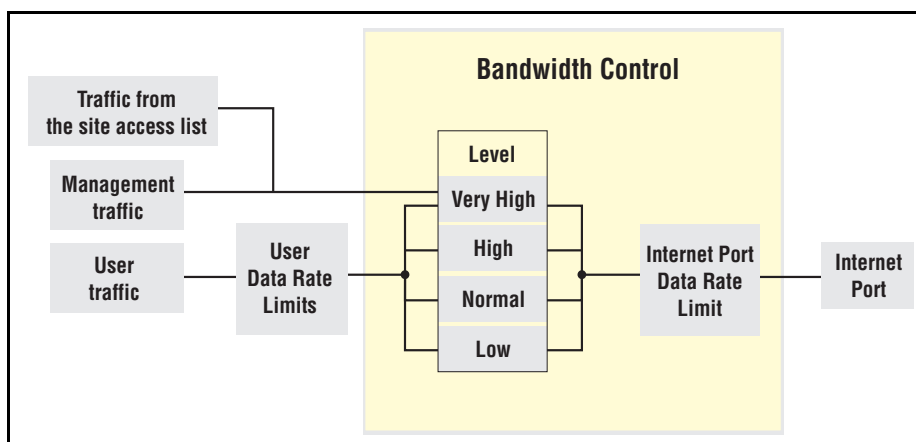 Bandwidth Control
Traffic from
the site access list
Management
traffic
User
traffic
User
Data Rate
Limits
Level
Very High
High
Normal
Low
Internet Port
Data Rate
Limit
Internet
Port